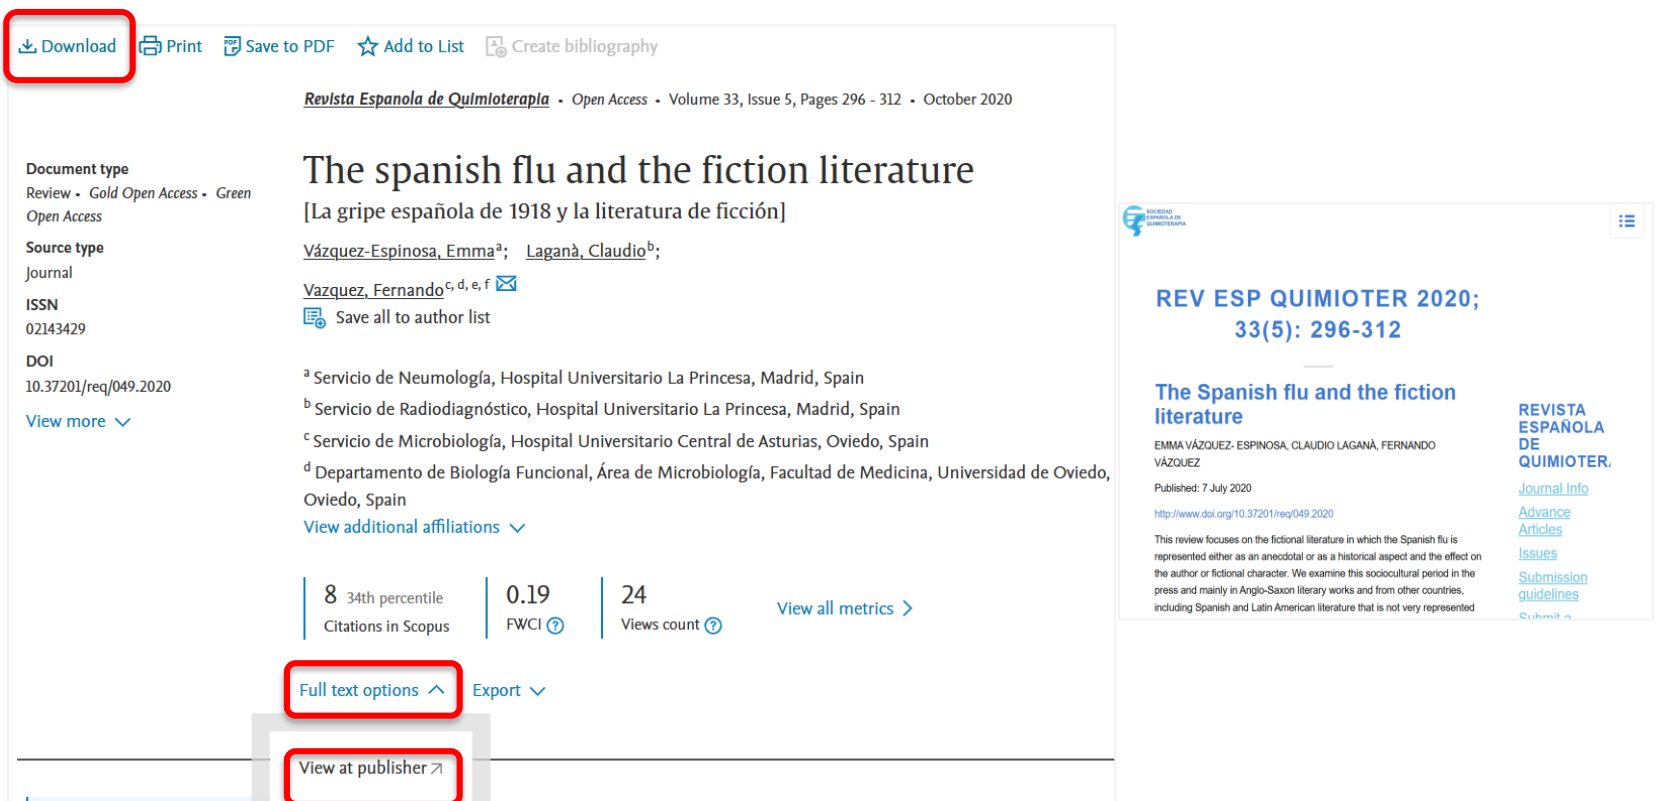 Download Print Save to PDF Add to List Create bibliography
Revista Espanola de Quimioterapia • Open Access • Volume 33, Issue 5, Pages 296 - 312 • October 2020
Document type
Review • Gold Open Access • Green
Open Access
Source type
Journal
ISSN
02143429
DOI
10.37201/req/049.2020
View more
The spanish flu and the fiction literature
[La gripe española de 1918 y la literatura de ficción]
Vázquez-Espinosa, Emmaᵃ; Laganà, Claudioᵇ;
Vazquez, Fernandoᶜ, ᵈ, ᵉ, ᶠ
Save all to author list
ᵃ Servicio de Neumología, Hospital Universitario La Princesa, Madrid, Spain
ᵇ Servicio de Radiodiagnóstico, Hospital Universitario La Princesa, Madrid, Spain
ᶜ Servicio de Microbiología, Hospital Universitario Central de Asturias, Oviedo, Spain
ᵈ Departamento de Biología Funcional, Área de Microbiología, Facultad de Medicina, Universidad de Oviedo,
Oviedo, Spain
View additional affiliations
8 34th percentile
Citations in Scopus
0.19
FWCI ?
24
Views count ?
View all metrics
Full text options Export
View at publisher
SOCIEDAD
ESPAÑOLA DE
QUIMIOTERAPIA
REV ESP QUIMIOTER 2020;
33(5): 296-312
The Spanish flu and the fiction
literature
EMMA VÁZQUEZ- ESPINOSA, CLAUDIO LAGANÀ, FERNANDO
VÁZQUEZ
Published: 7 July 2020
http://www.doi.org/10.37201/req/049.2020
This review focuses on the fictional literature in which the Spanish flu is
represented either as an anecdotal or as a historical aspect and the effect on
the author or fictional character. We examine this sociocultural period in the
press and mainly in Anglo-Saxon literary works and from other countries,
including Spanish and Latin American literature that is not very represented
REVISTA
ESPAÑOLA
DE
QUIMIOTER
Journal Info
Advance
Articles
Issues
Submission
guidelines
Submit a